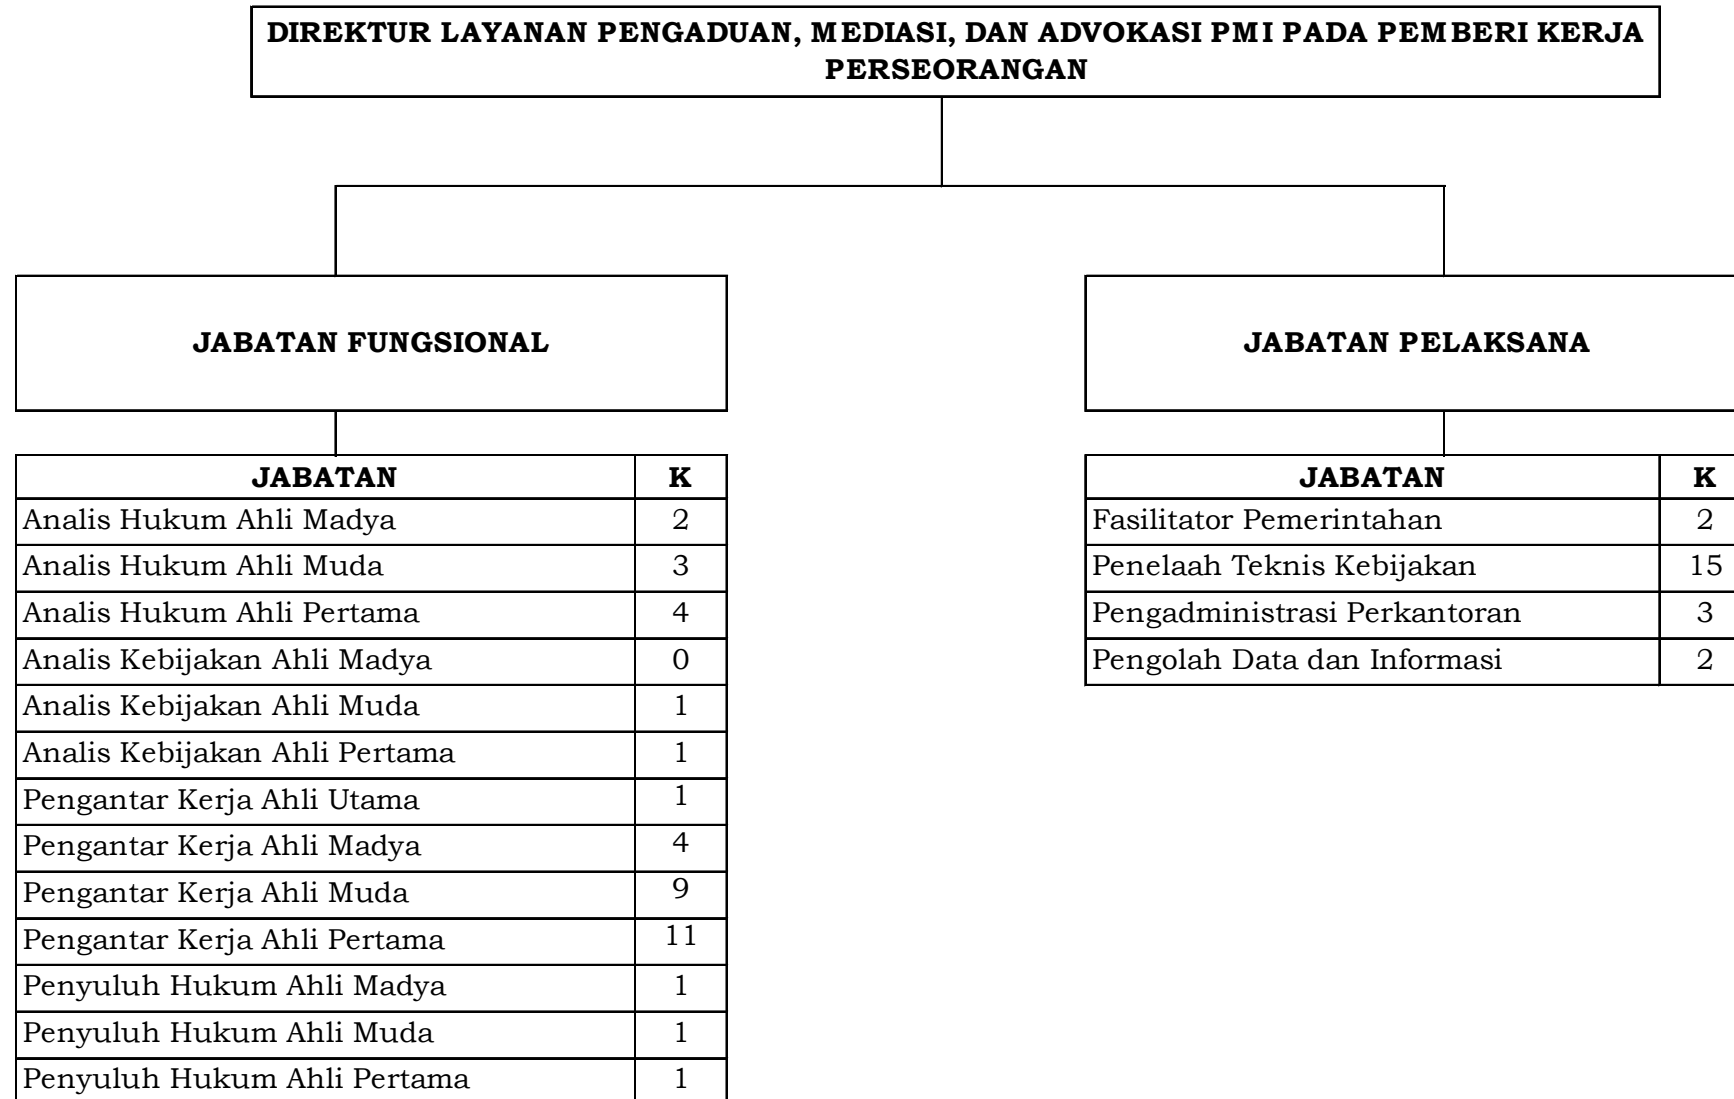 DIREKTUR LAYANAN PENGADUAN, MEDIASI, DAN ADVOKASI PMI PADA PEMBERI KERJA
PERSEORANGAN
JABATAN FUNGSIONAL
JABATAN K
Analis Hukum Ahli Madya 2
Analis Hukum Ahli Muda 3
Analis Hukum Ahli Pertama 4
Analis Kebijakan Ahli Madya 0
Analis Kebijakan Ahli Muda 1
Analis Kebijakan Ahli Pertama 1
Pengantar Kerja Ahli Utama 1
Pengantar Kerja Ahli Madya 4
Pengantar Kerja Ahli Muda 9
Pengantar Kerja Ahli Pertama 11
Penyuluh Hukum Ahli Madya 1
Penyuluh Hukum Ahli Muda 1
Penyuluh Hukum Ahli Pertama 1
JABATAN PELAKSANA
JABATAN K
Fasilitator Pemerintahan 2
Penelaah Teknis Kebijakan 15
Pengadministrasi Perkantoran 3
Pengolah Data dan Informasi 2